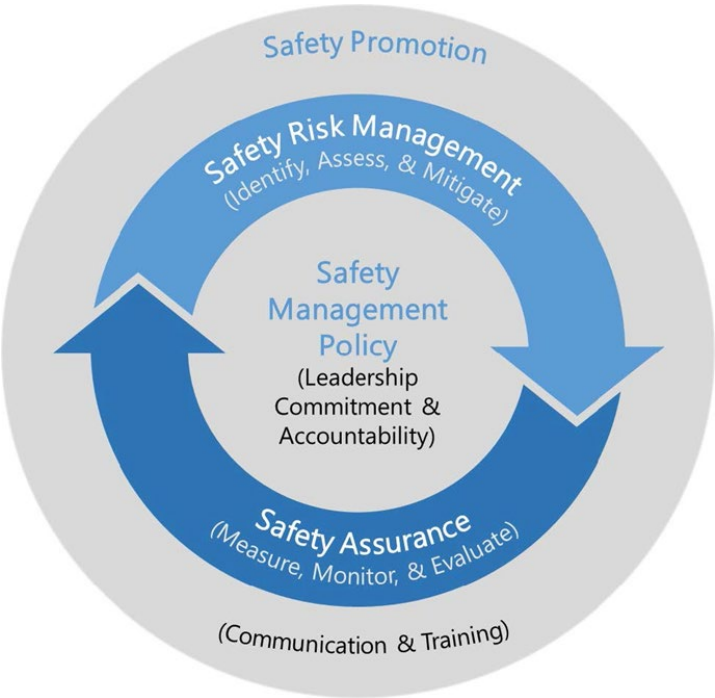 Safety Promotion
Safety Risk Management
(Identify, Assess, & Mitigate)
Safety
Management
Policy
(Leadership
Commitment &
Accountability)
Safety Assurance
(Measure, Monitor, & Evaluate)
(Communication & Training)